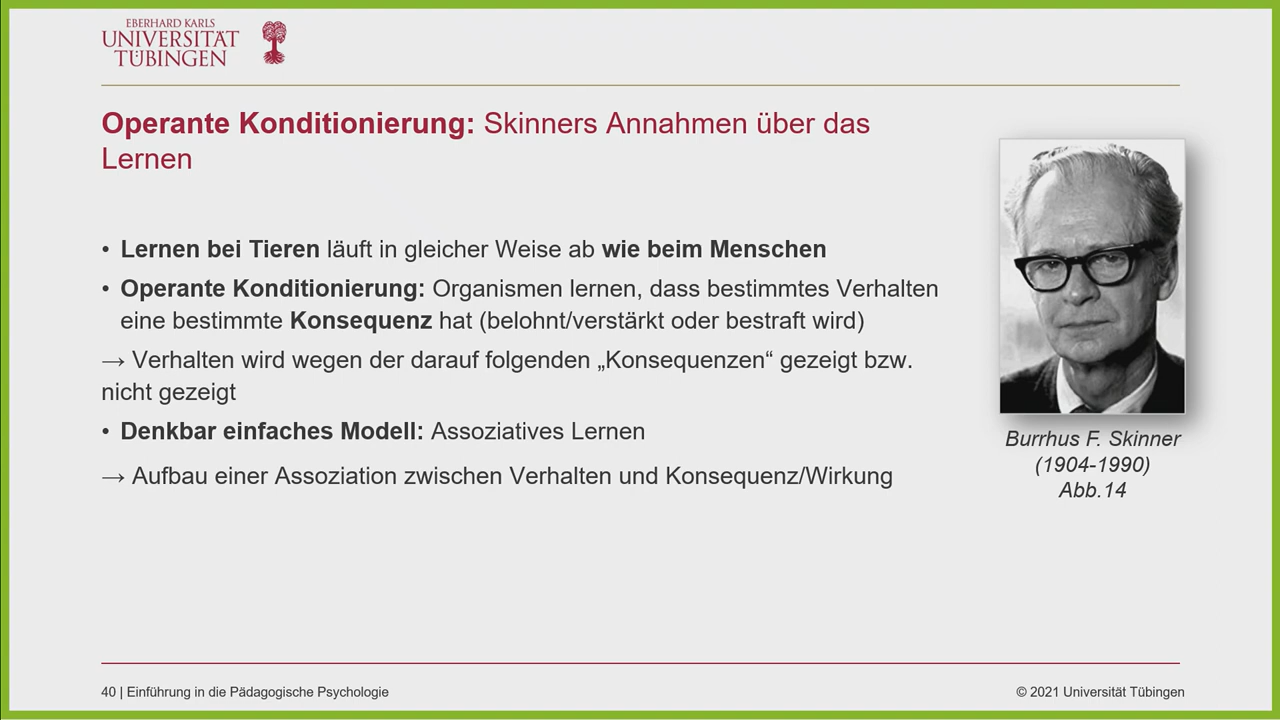 EBERHARD KARLS
UNIVERSITÄT
TÜBINGEN
Operante Konditionierung: Skinners Annahmen über das
Lernen
• Lernen bei Tieren läuft in gleicher Weise ab wie beim Menschen
• Operante Konditionierung: Organismen lernen, dass bestimmtes Verhalten
eine bestimmte Konsequenz hat (belohnt/verstärkt oder bestraft wird)
→ Verhalten wird wegen der darauf folgenden „Konsequenzen“ gezeigt bzw.
nicht gezeigt
• Denkbar einfaches Modell: Assoziatives Lernen
→ Aufbau einer Assoziation zwischen Verhalten und Konsequenz/Wirkung
Burrhus F. Skinner
(1904-1990)
Abb.14
40 | Einführung in die Pädagogische Psychologie
© 2021 Universität Tübingen